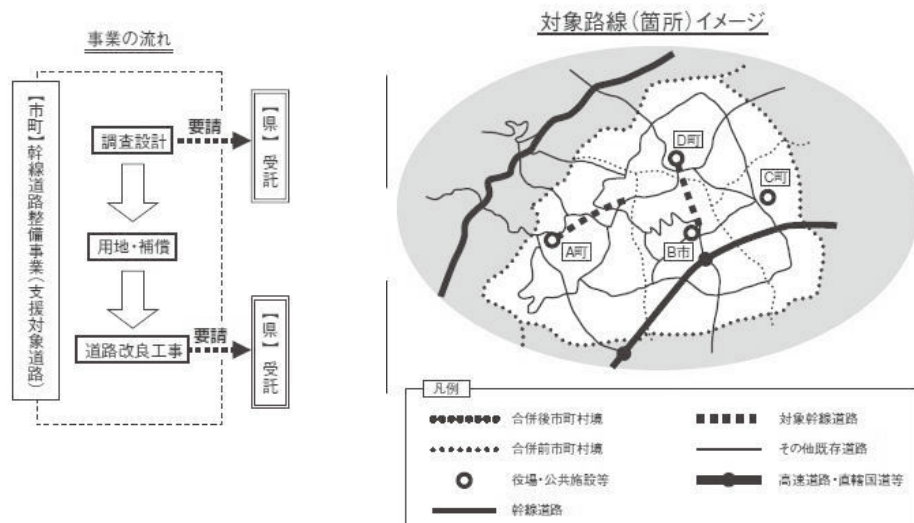 事業の流れ
【市町】幹線道路整備事業(支援対象道路)
調査設計
要請
【県】受託
用地・補償
道路改良工事
要請
【県】受託
対象路線(箇所)イメージ
D町
C町
A町
B市
凡例
合併後市町村境
対象幹線道路
合併前市町村境
その他既存道路
役場・公共施設等
高速道路・直轄国道等
幹線道路